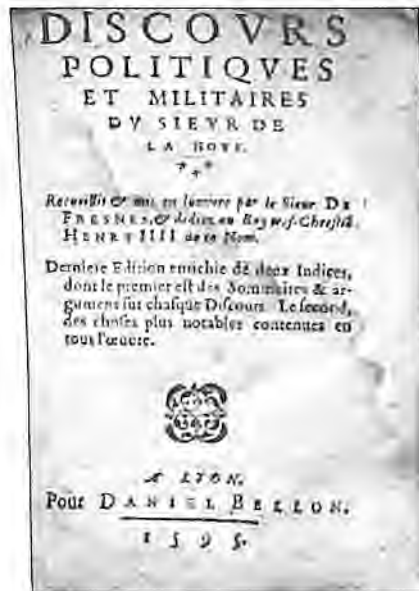 DISCOVRS
POLITIQVES
ET MILITAIRES
DV SIEVR DE
LA NOVE.
Recueillis & mis en lumiere par le Sieur DE
FRESNES, & dediez au Roy
HENRY IIII de ce Nom.
Derniere Edition enrichie de deux Indices,
dont le premier est des Sommaires & ar-
gumens sur chasque Discours. Le second,
des choses plus notables contenues en
tout l'œuvre.
A LYON.
Pour DANIEL BELLON.
1595.